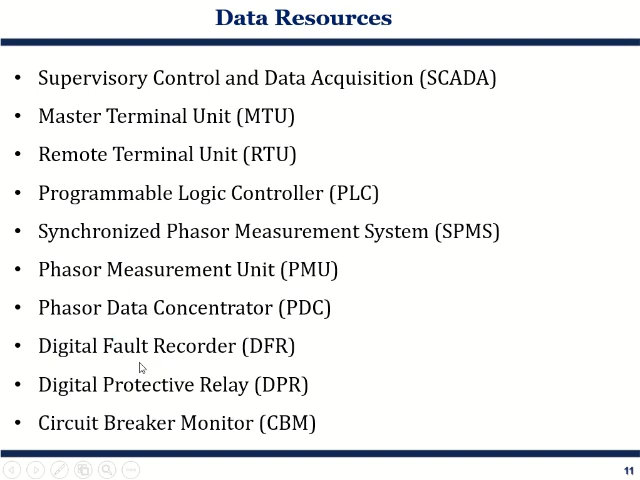 Data Resources
• Supervisory Control and Data Acquisition (SCADA)
• Master Terminal Unit (MTU)
• Remote Terminal Unit (RTU)
• Programmable Logic Controller (PLC)
• Synchronized Phasor Measurement System (SPMS)
• Phasor Measurement Unit (PMU)
• Phasor Data Concentrator (PDC)
• Digital Fault Recorder (DFR)
• Digital Protective Relay (DPR)
• Circuit Breaker Monitor (CBM)
11